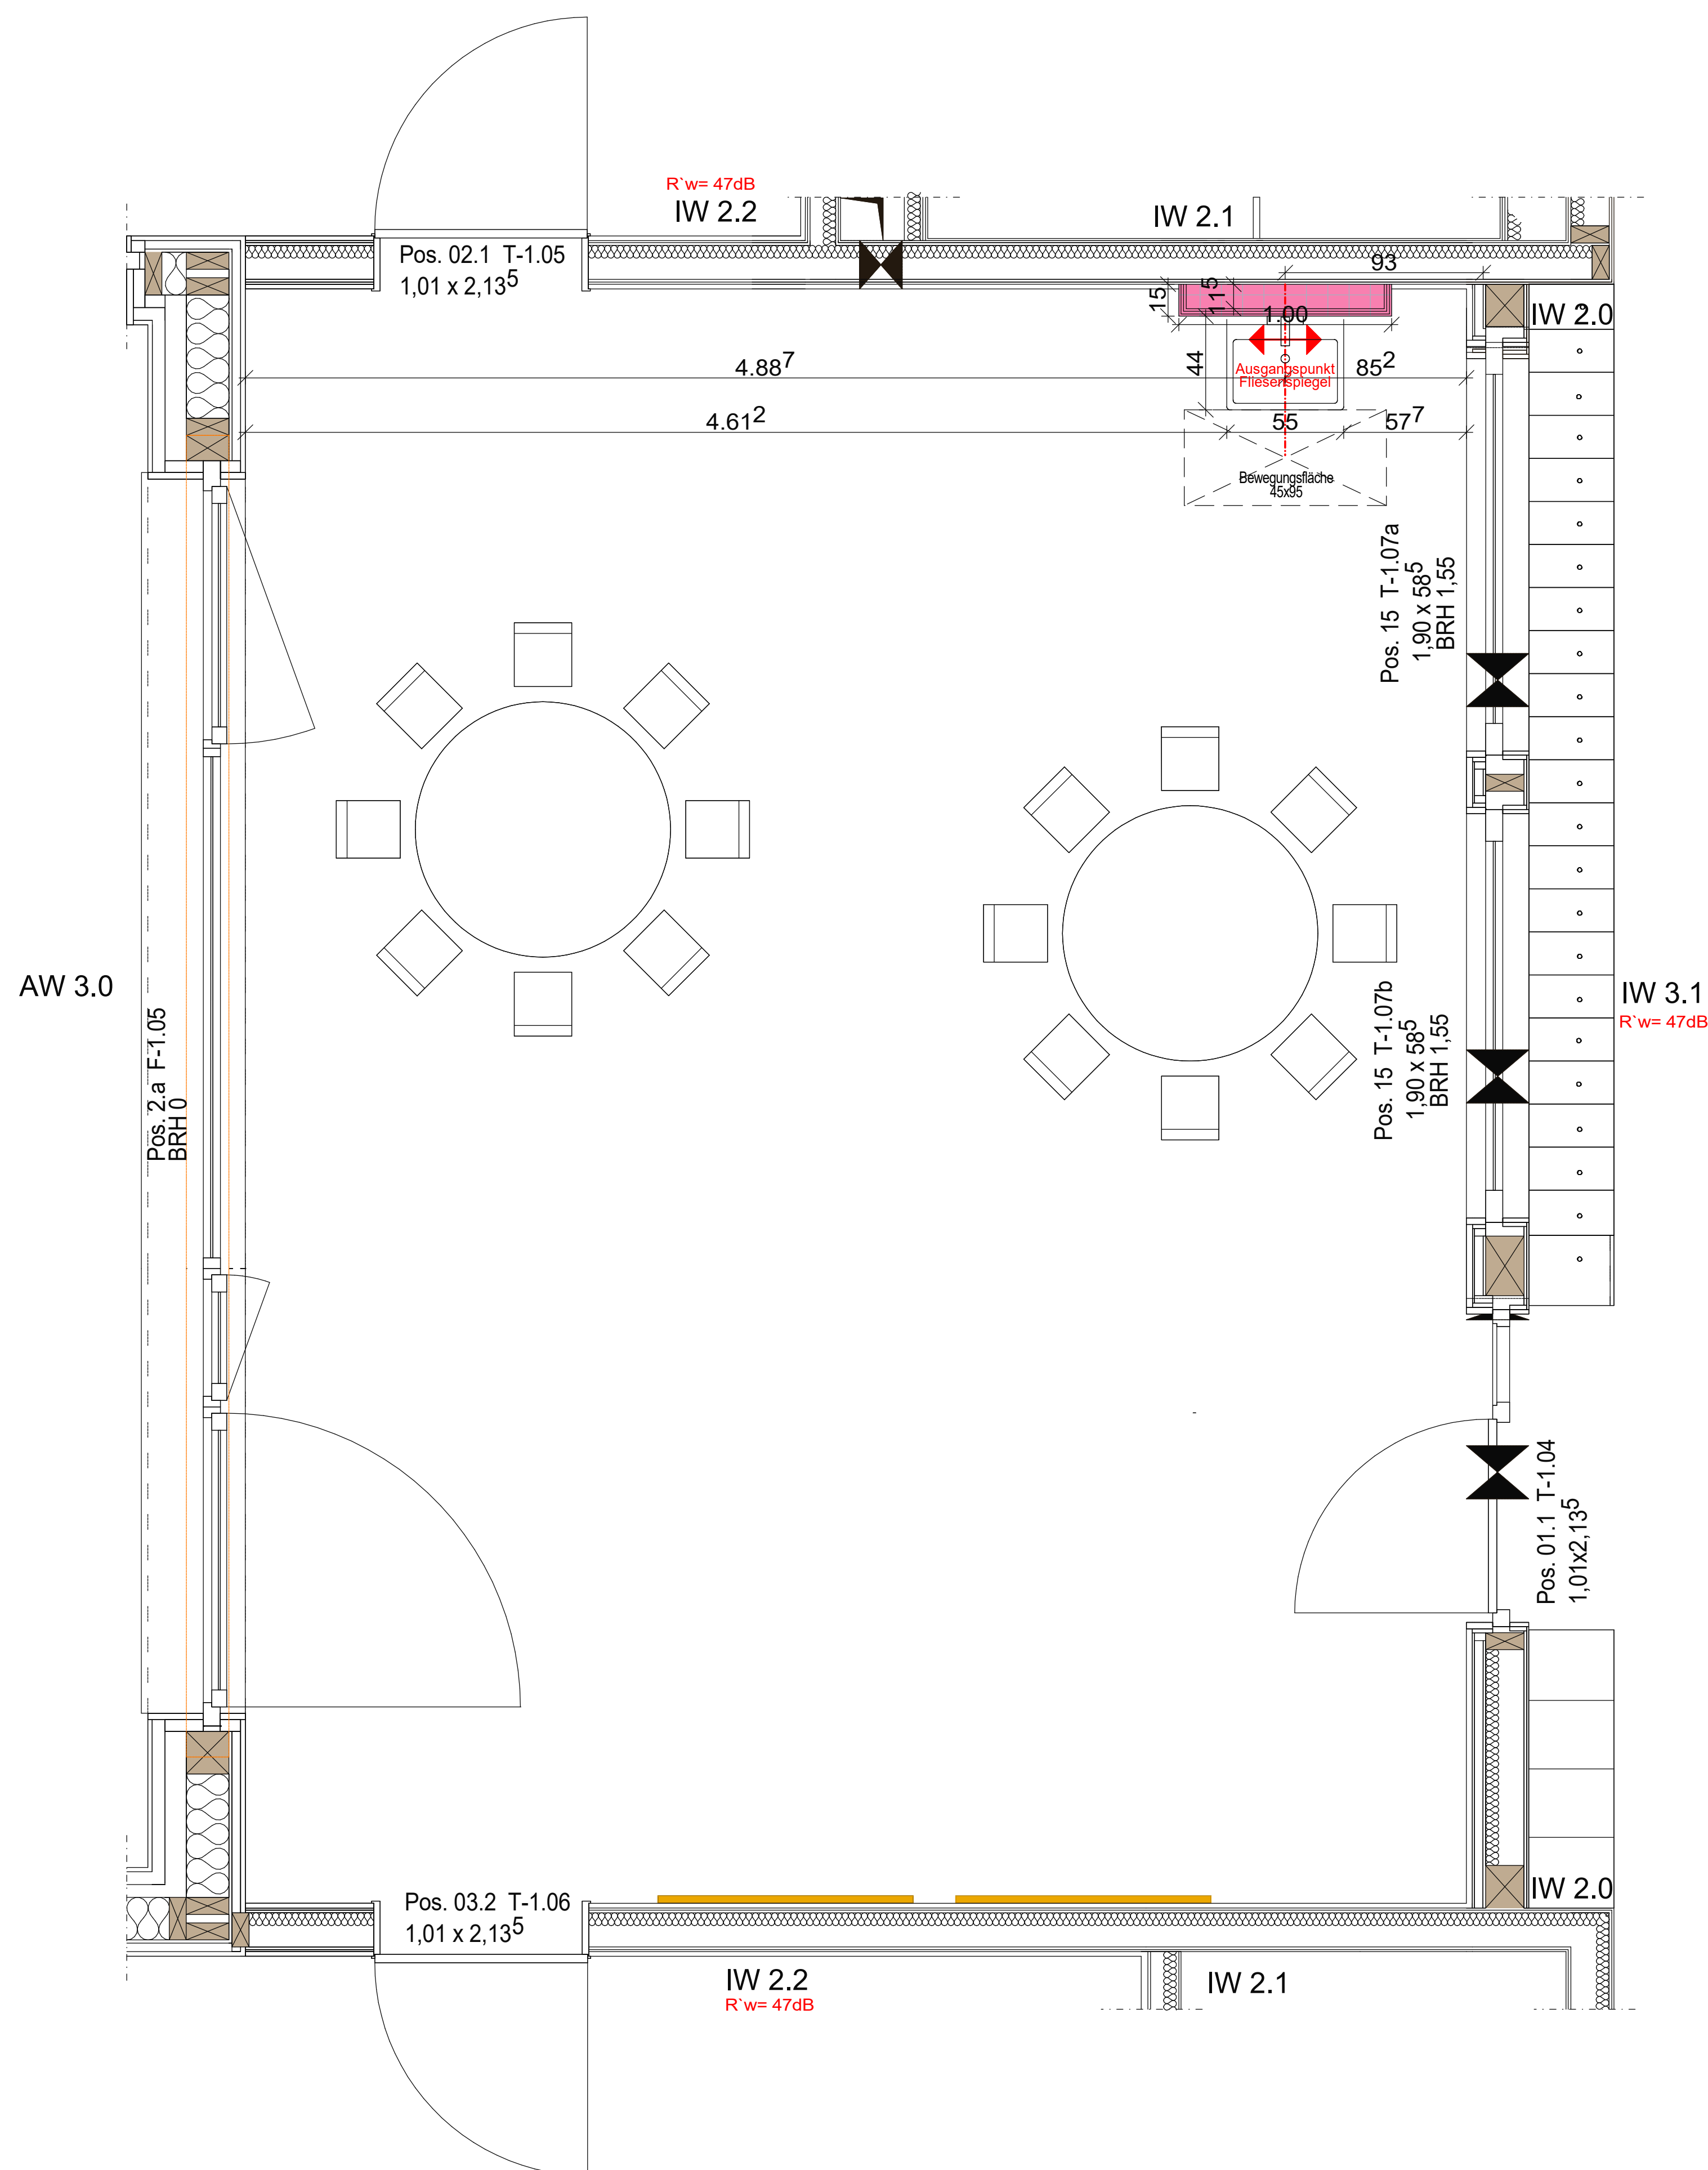 R`w= 47dB
IW 2.2
IW 2.1
Pos. 02.1 T-1.05
1,01 x 2,13⁵
93
15
11⁵
1.00
IW 2.0
44
4.88⁷
Ausgangspunkt
Fliesenspiegel
85²
4.61²
55
57⁷
Bewegungsfläche
45x95
Pos. 15 T-1.07a
1,90 x 58⁵
BRH 1,55
AW 3.0
Pos. 2.a F-1.05
BRH 0
Pos. 15 T-1.07b
1,90 x 58⁵
BRH 1,55
IW 3.1
R`w= 47dB
Pos. 01.1 T-1.04
1,01x2,13⁵
Pos. 03.2 T-1.06
1,01 x 2,13⁵
IW 2.0
IW 2.2
R`w= 47dB
IW 2.1